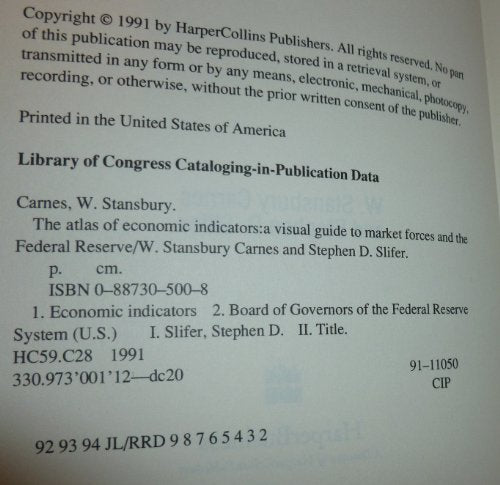 Copyright © 1991 by HarperCollins Publishers. All rights reserved. No part
of this publication may be reproduced, stored in a retrieval system, or
transmitted in any form or by any means, electronic, mechanical, photocopy,
recording, or otherwise, without the prior written consent of the publisher.
Printed in the United States of America
Library of Congress Cataloging-in-Publication Data
Carnes, W. Stansbury.
The atlas of economic indicators:a visual guide to market forces and the
Federal Reserve/W. Stansbury Carnes and Stephen D. Slifer.
p. cm.
ISBN 0–88730–500–8
1. Economic indicators 2. Board of Governors of the Federal Reserve
System (U.S.) I. Slifer, Stephen D. II. Title.
HC59.C28 1991
330.973'001'12—dc20
91–11050
CIP
92 93 94 JL/RRD 9 8 7 6 5 4 3 2